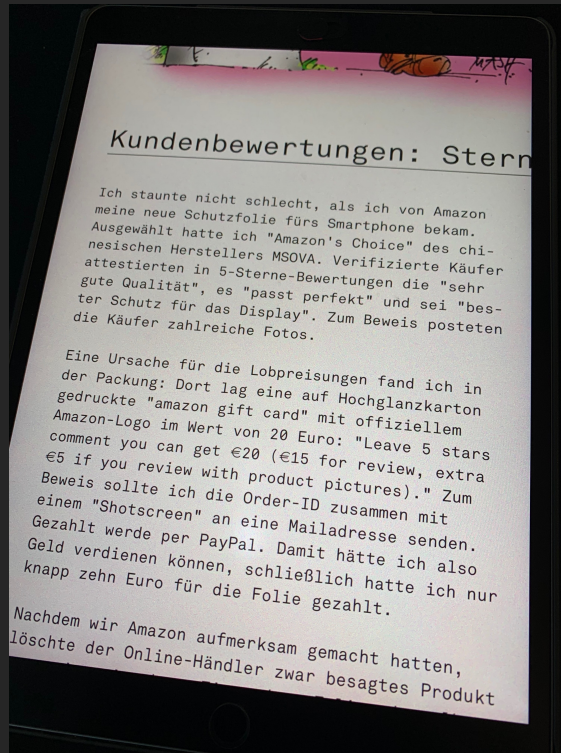 Kundenbewertungen: Stern
Ich staunte nicht schlecht, als ich von Amazon
meine neue Schutzfolie fürs Smartphone bekam.
Ausgewählt hatte ich "Amazon's Choice" des chi-
nesischen Herstellers MSOVA. Verifizierte Käufer
attestierten in 5-Sterne-Bewertungen die "sehr
gute Qualität", es "passt perfekt" und sei "bes-
ter Schutz für das Display". Zum Beweis posteten
die Käufer zahlreiche Fotos.
Eine Ursache für die Lobpreisungen fand ich in
der Packung: Dort lag eine auf Hochglanzkarton
gedruckte "amazon gift card" mit offiziellem
Amazon-Logo im Wert von 20 Euro: "Leave 5 stars
comment you can get €20 (€15 for review, extra
€5 if you review with product pictures)." Zum
Beweis sollte ich die Order-ID zusammen mit
einem "Shotscreen" an eine Mailadresse senden.
Gezahlt werde per PayPal. Damit hätte ich also
Geld verdienen können, schließlich hatte ich nur
knapp zehn Euro für die Folie gezahlt.
Nachdem wir Amazon aufmerksam gemacht hatten,
löschte der Online-Händler zwar besagtes Produkt